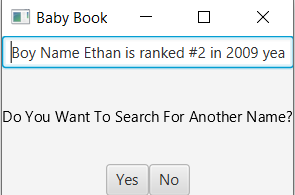 Baby Book
Boy Name Ethan is ranked #2 in 2009 yea
Do You Want To Search For Another Name?
Yes No